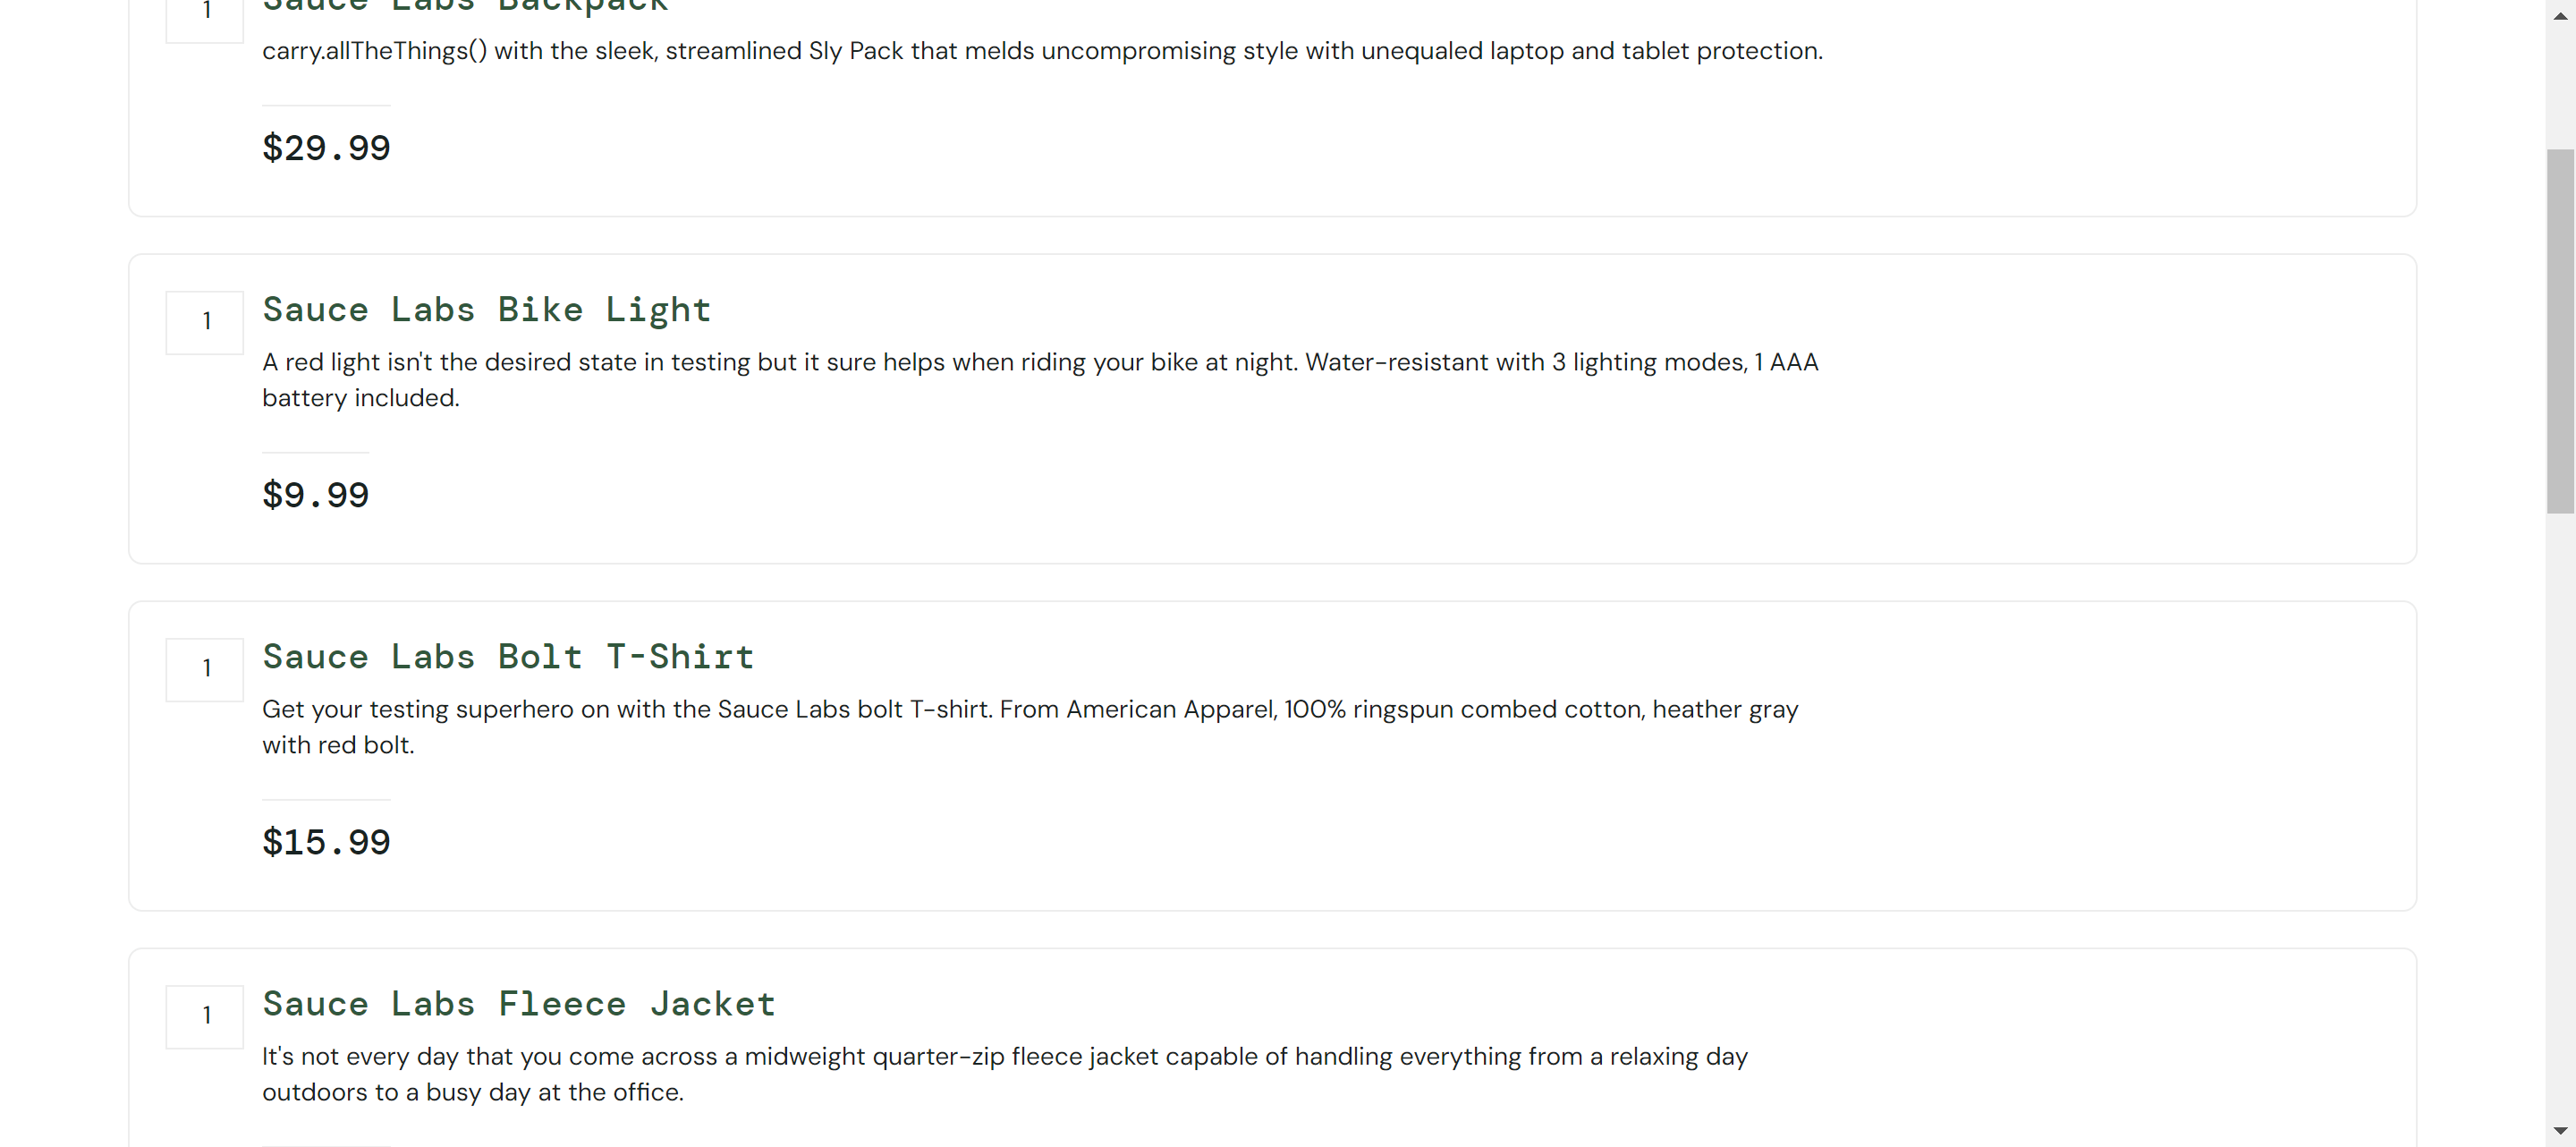 1
Sauce Labs Backpack
carry.allTheThings() with the sleek, streamlined Sly Pack that melds uncompromising style with unequaled laptop and tablet protection.
$29.99
1
Sauce Labs Bike Light
A red light isn't the desired state in testing but it sure helps when riding your bike at night. Water-resistant with 3 lighting modes, 1 AAA
battery included.
$9.99
1
Sauce Labs Bolt T-Shirt
Get your testing superhero on with the Sauce Labs bolt T-shirt. From American Apparel, 100% ringspun combed cotton, heather gray
with red bolt.
$15.99
1
Sauce Labs Fleece Jacket
It's not every day that you come across a midweight quarter-zip fleece jacket capable of handling everything from a relaxing day
outdoors to a busy day at the office.